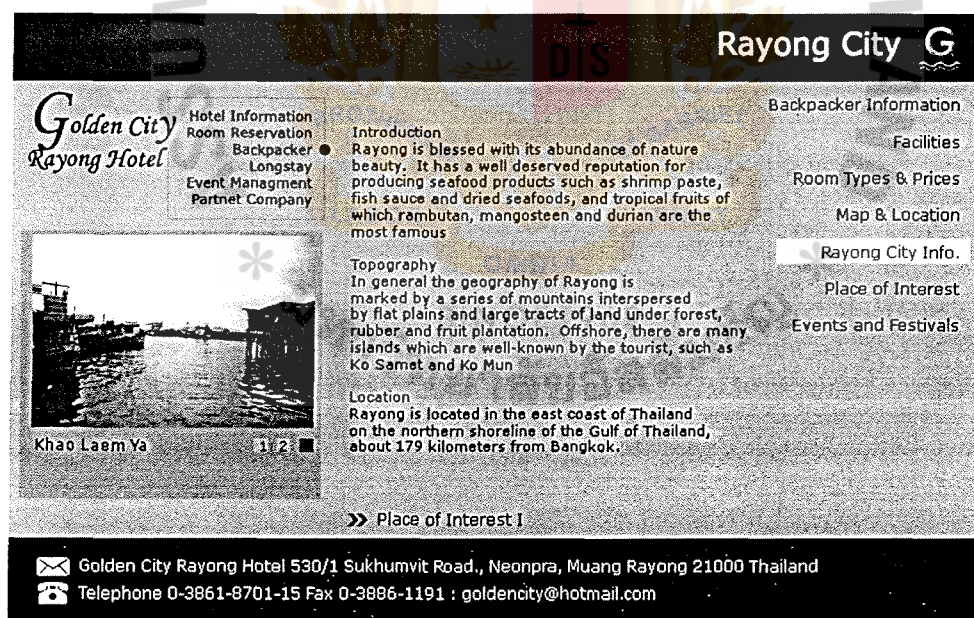 Rayong City G
Golden City
Rayong Hotel
Hotel Information
Room Reservation
Backpacker
Longstay
Event Managment
Partnet Company
Introduction
Rayong is blessed with its abundance of nature
beauty. It has a well deserved reputation for
producing seafood products such as shrimp paste,
fish sauce and dried seafoods, and tropical fruits of
which rambutan, mangosteen and durian are the
most famous
Topography
In general the geography of Rayong is
marked by a series of mountains interspersed
by flat plains and large tracts of land under forest,
rubber and fruit plantation. Offshore, there are many
islands which are well-known by the tourist, such as
Ko Samet and Ko Mun
Location
Rayong is located in the east coast of Thailand
on the northern shoreline of the Gulf of Thailand,
about 179 kilometers from Bangkok.
>> Place of Interest I
Backpacker Information
Facilities
Room Types & Prices
Map & Location
Rayong City Info.
Place of Interest
Events and Festivals
Khao Laem Ya
1 2
Golden City Rayong Hotel 530/1 Sukhumvit Road., Neonpra, Muang Rayong 21000 Thailand
Telephone 0-3861-8701-15 Fax 0-3886-1191 : goldencity@hotmail.com
DIS